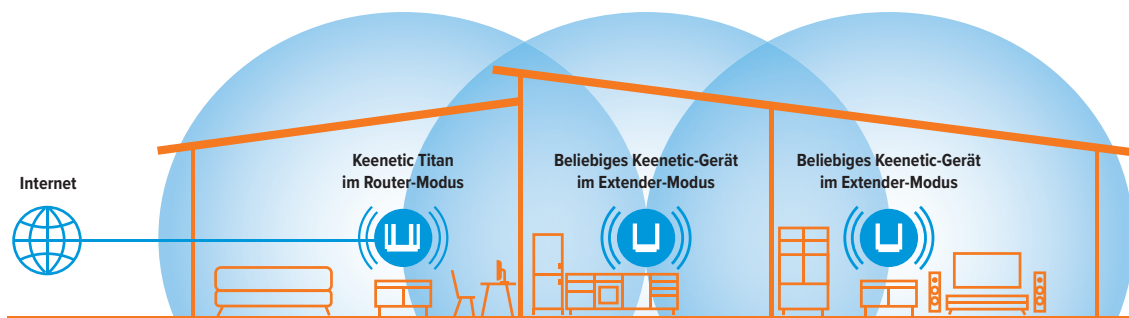 Internet
Keenetic Titan
im Router-Modus
Beliebiges Keenetic-Gerät
im Extender-Modus
Beliebiges Keenetic-Gerät
im Extender-Modus